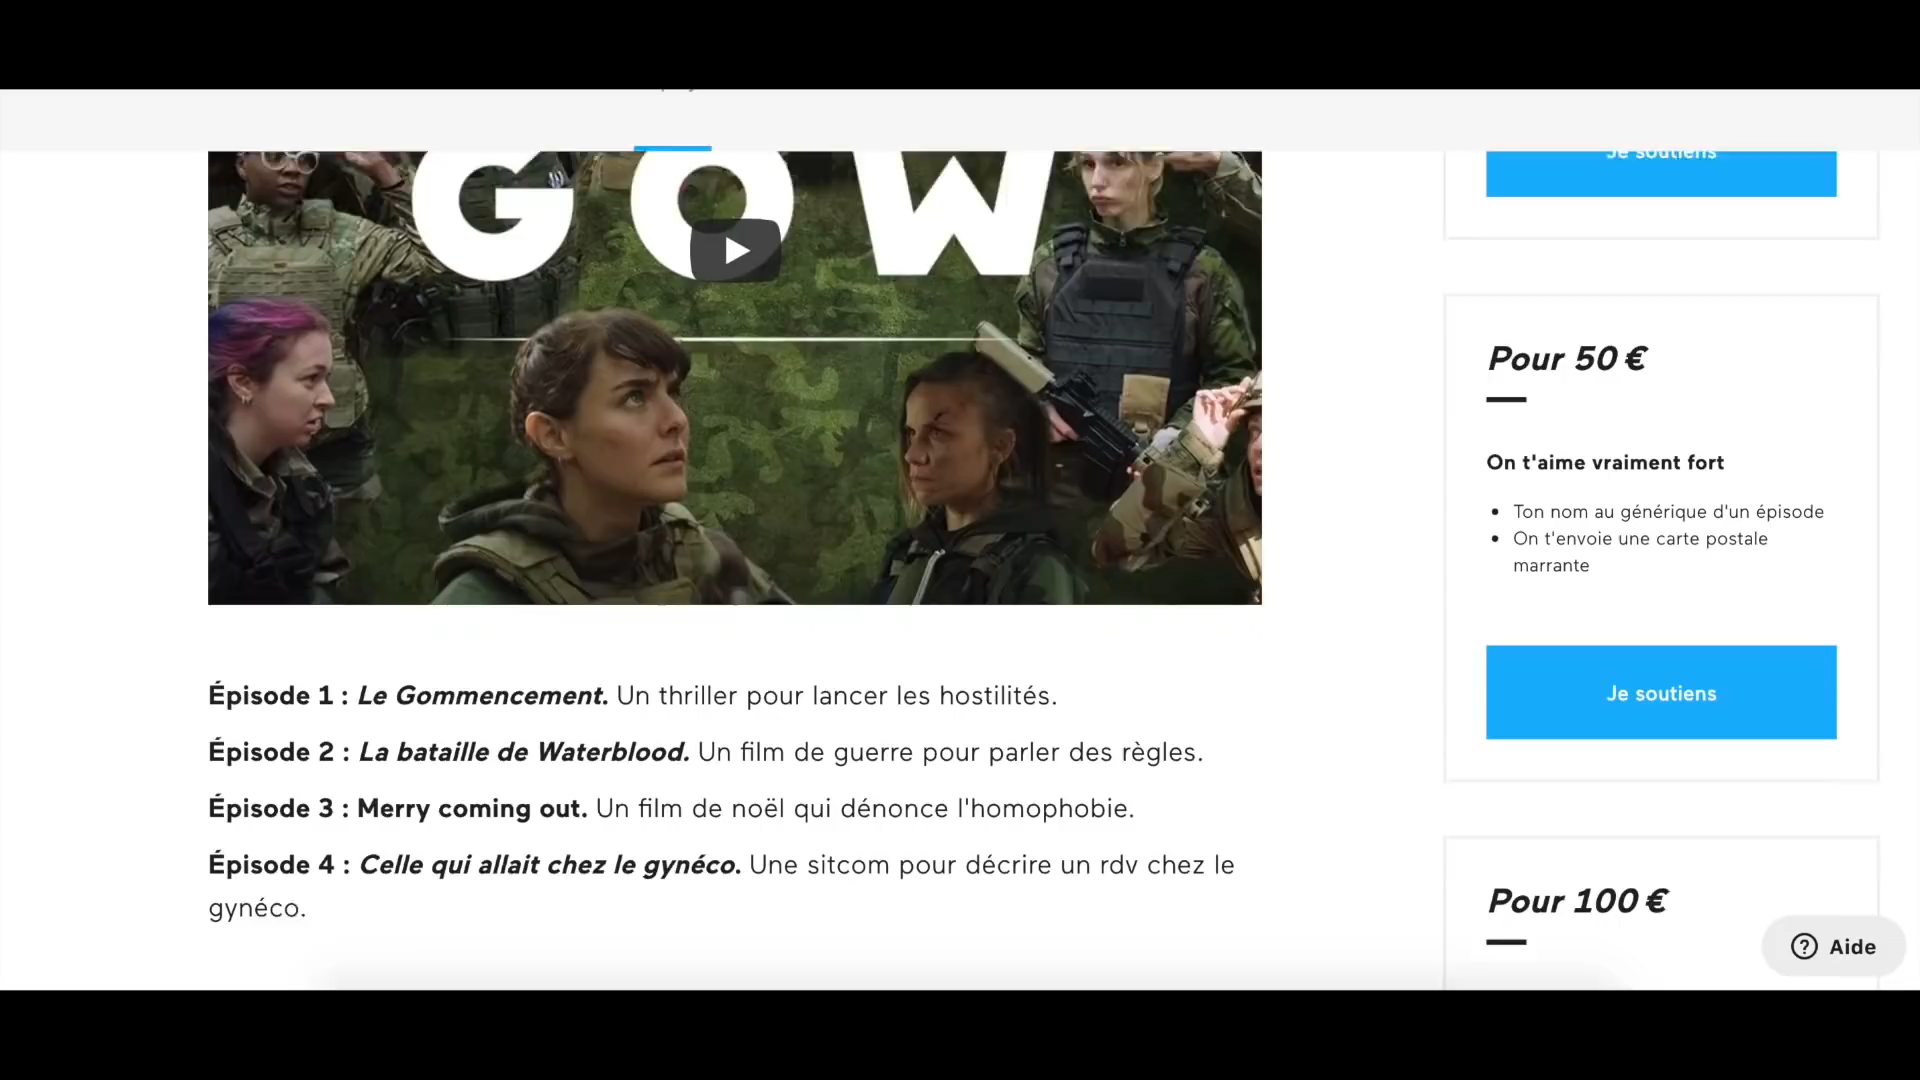 GOW
Épisode 1 : Le Gommencement. Un thriller pour lancer les hostilités.
Épisode 2 : La bataille de Waterblood. Un film de guerre pour parler des règles.
Épisode 3 : Merry coming out. Un film de noël qui dénonce l'homophobie.
Épisode 4 : Celle qui allait chez le gynéco. Une sitcom pour décrire un rdv chez le
gynéco.
Je soutiens
Pour 50 €
On t'aime vraiment fort
Ton nom au générique d'un épisode
On t'envoie une carte postale
marrante
Je soutiens
Pour 100 €
Aide